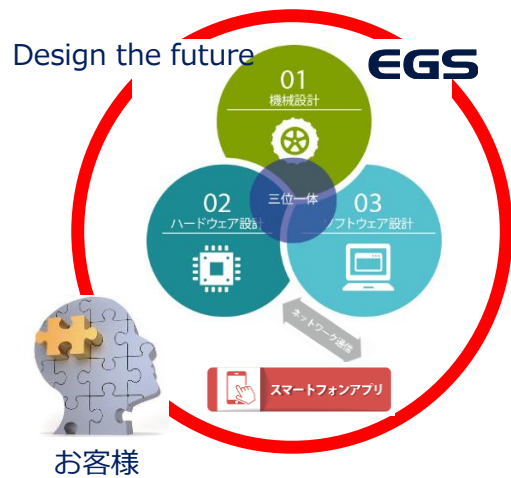 Design the future
EGS
01
機械設計
02
ハードウェア設計
三位一体
03
ソフトウェア設計
ネットワーク通信
スマートフォンアプリ
お客様